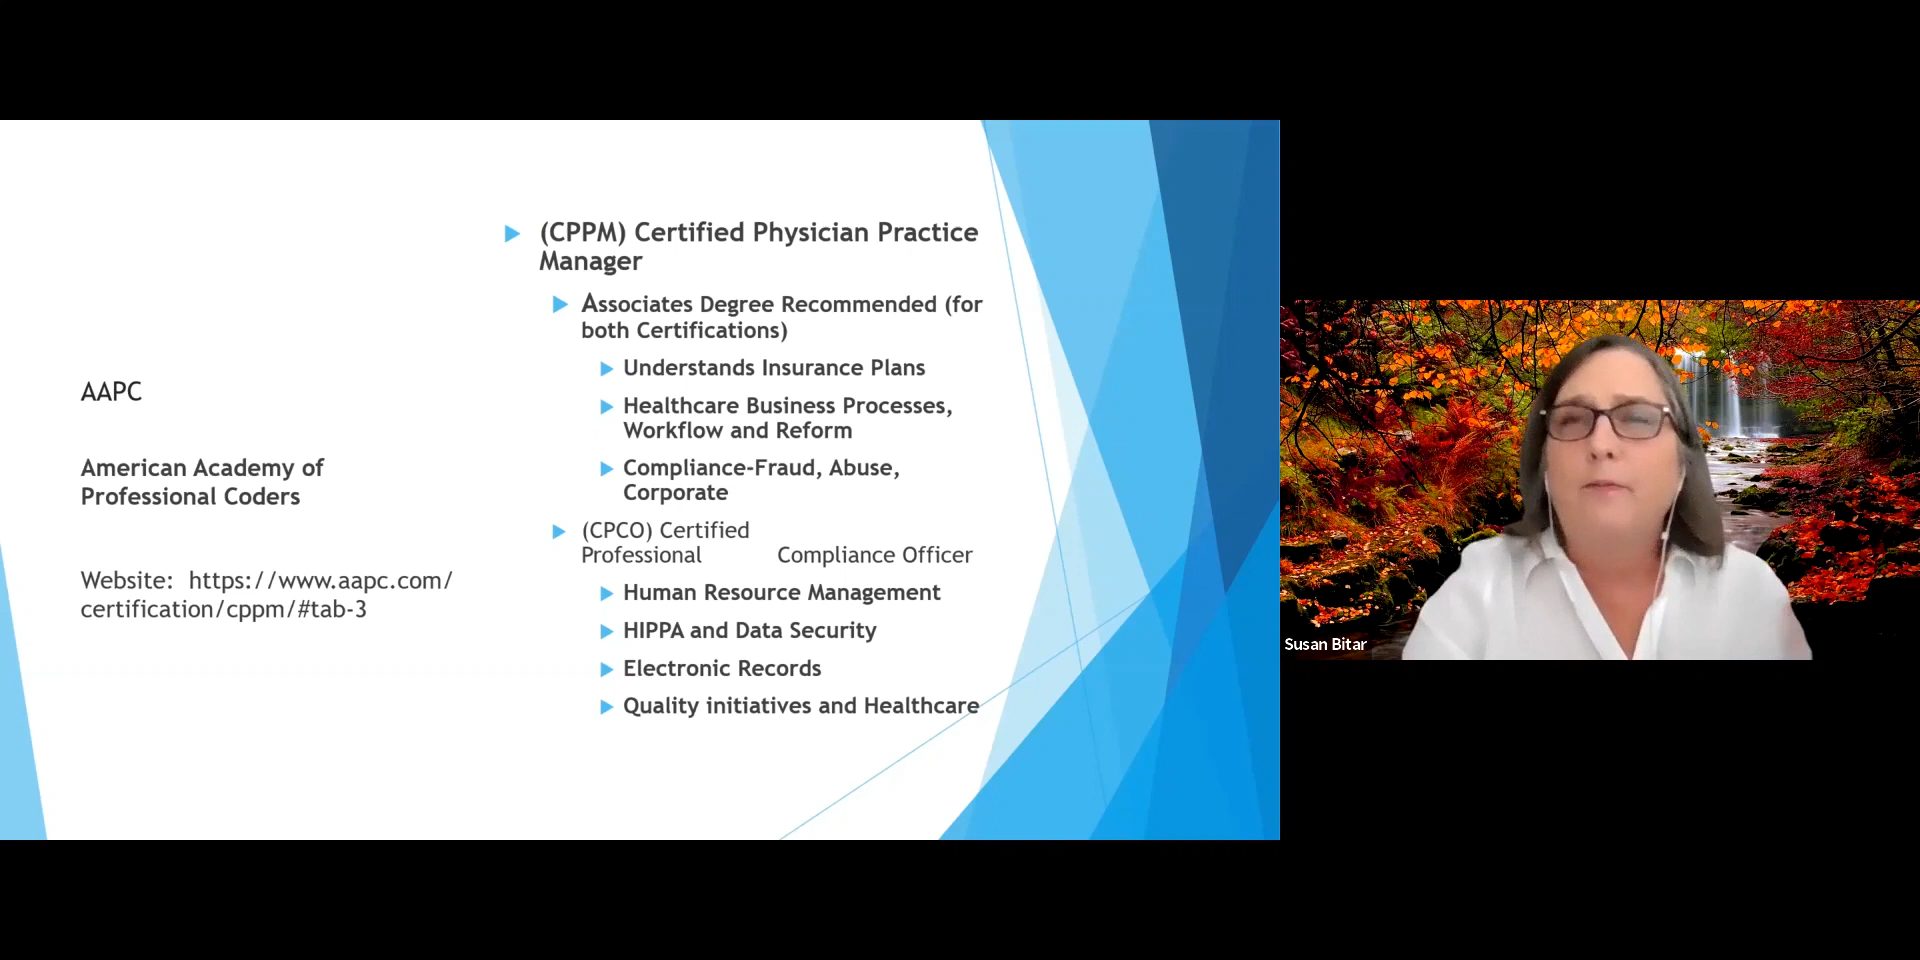 AAPC
American Academy of
Professional Coders
Website: https://www.aapc.com/
certification/cppm/#tab-3
(CPPM) Certified Physician Practice
Manager
Associates Degree Recommended (for
both Certifications)
Understands Insurance Plans
Healthcare Business Processes,
Workflow and Reform
Compliance-Fraud, Abuse,
Corporate
(CPCO) Certified
Professional Compliance Officer
Human Resource Management
HIPPA and Data Security
Electronic Records
Quality initiatives and Healthcare
Susan Bitar